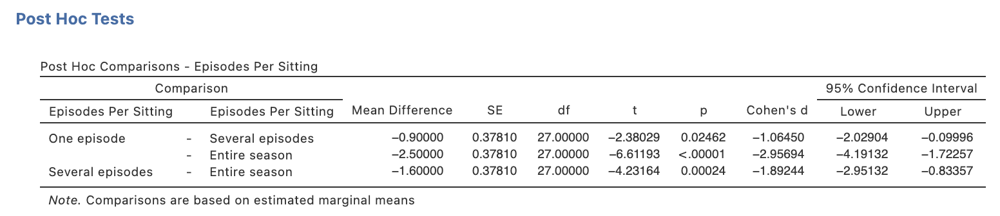 Post Hoc Tests
Post Hoc Comparisons - Episodes Per Sitting
Comparison 95% Confidence Interval
Episodes Per Sitting Episodes Per Sitting Mean Difference SE df t p Cohen's d Lower Upper
One episode - Several episodes −0.90000 0.37810 27.00000 −2.38029 0.02462 −1.06450 −2.02904 −0.09996
- Entire season −2.50000 0.37810 27.00000 −6.61193 <.00001 −2.95694 −4.19132 −1.72257
Several episodes - Entire season −1.60000 0.37810 27.00000 −4.23164 0.00024 −1.89244 −2.95132 −0.83357
Note. Comparisons are based on estimated marginal means